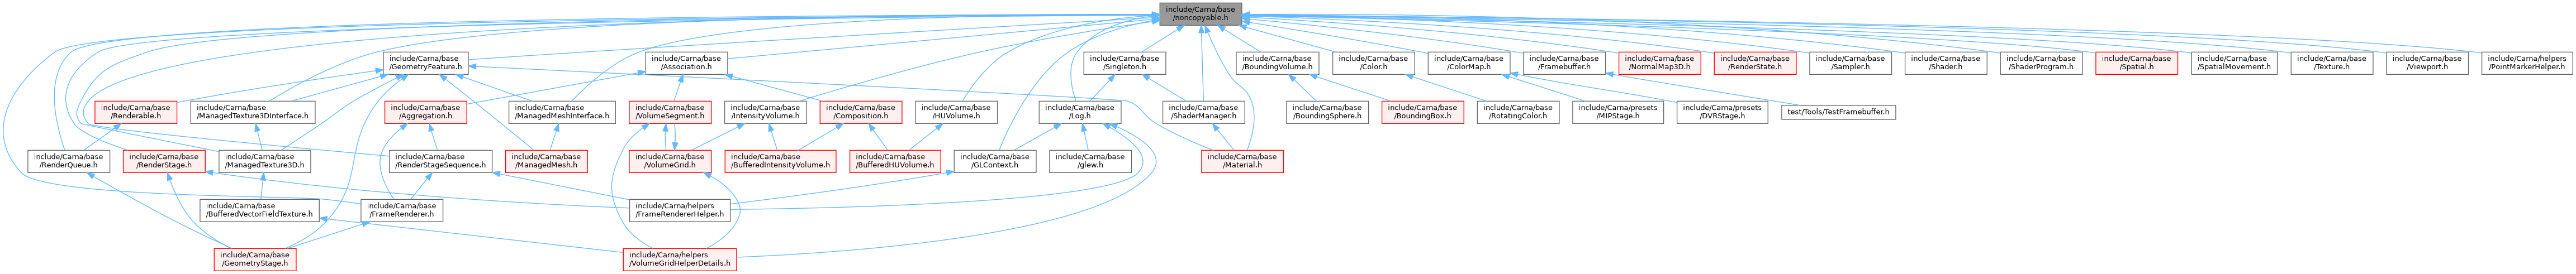 include/Carna/base
/noncopyable.h
include/Carna/base
/GeometryFeature.h
include/Carna/base
/Association.h
include/Carna/base
/Singleton.h
include/Carna/base
/BoundingVolume.h
include/Carna/base
/Color.h
include/Carna/base
/ColorMap.h
include/Carna/base
/Framebuffer.h
include/Carna/base
/NormalMap3D.h
include/Carna/base
/RenderState.h
include/Carna/base
/Sampler.h
include/Carna/base
/Shader.h
include/Carna/base
/ShaderProgram.h
include/Carna/base
/Spatial.h
include/Carna/base
/SpatialMovement.h
include/Carna/base
/Texture.h
include/Carna/base
/Viewport.h
include/Carna/helpers
/PointMarkerHelper.h
include/Carna/base
/Renderable.h
include/Carna/base
/ManagedTexture3DInterface.h
include/Carna/base
/Aggregation.h
include/Carna/base
/ManagedMeshInterface.h
include/Carna/base
/VolumeSegment.h
include/Carna/base
/IntensityVolume.h
include/Carna/base
/Composition.h
include/Carna/base
/HUVolume.h
include/Carna/base
/Log.h
include/Carna/base
/ShaderManager.h
include/Carna/base
/BoundingSphere.h
include/Carna/base
/BoundingBox.h
include/Carna/base
/RotatingColor.h
include/Carna/presets
/MIPStage.h
include/Carna/presets
/DVRStage.h
test/Tools/TestFramebuffer.h
include/Carna/base
/RenderQueue.h
include/Carna/base
/RenderStage.h
include/Carna/base
/ManagedTexture3D.h
include/Carna/base
/RenderStageSequence.h
include/Carna/base
/ManagedMesh.h
include/Carna/base
/VolumeGrid.h
include/Carna/base
/BufferedIntensityVolume.h
include/Carna/base
/BufferedHUVolume.h
include/Carna/base
/GLContext.h
include/Carna/base
/glew.h
include/Carna/base
/Material.h
include/Carna/base
/BufferedVectorFieldTexture.h
include/Carna/base
/FrameRenderer.h
include/Carna/helpers
/FrameRendererHelper.h
include/Carna/base
/GeometryStage.h
include/Carna/helpers
/VolumeGridHelperDetails.h